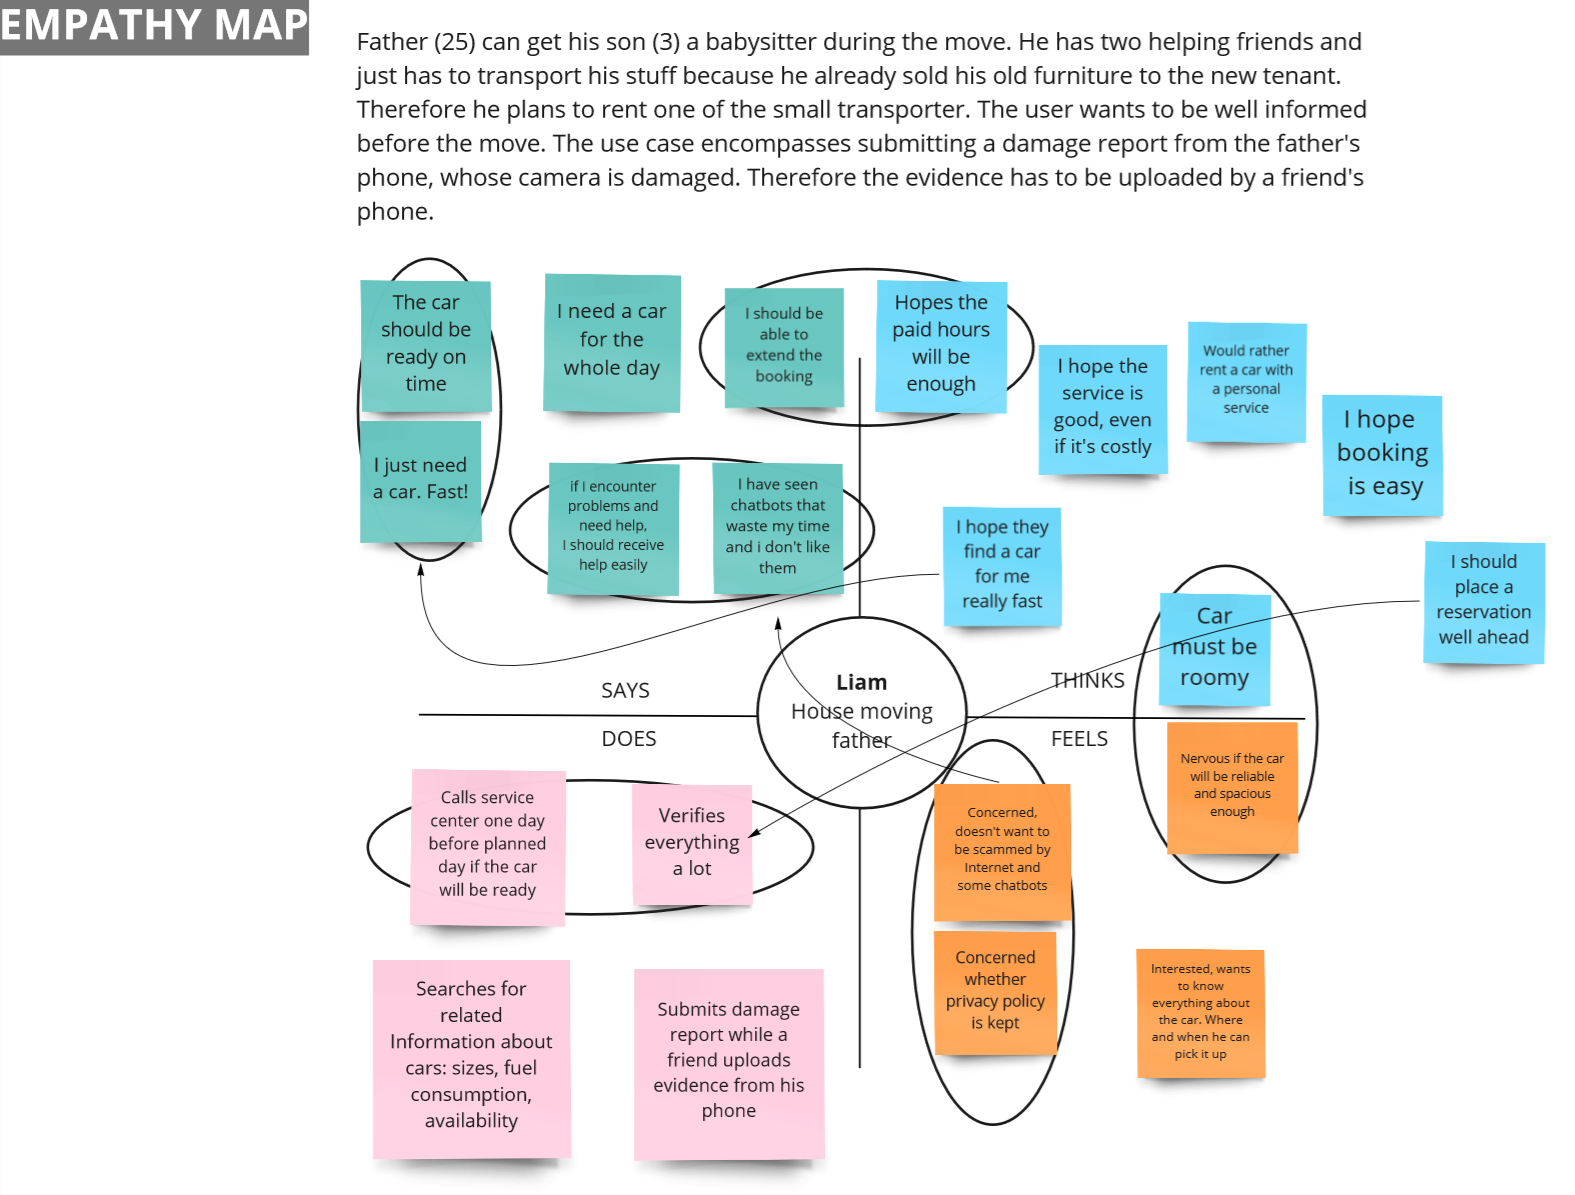 EMPATHY MAP
Father (25) can get his son (3) a babysitter during the move. He has two helping friends and
just has to transport his stuff because he already sold his old furniture to the new tenant.
Therefore he plans to rent one of the small transporter. The user wants to be well informed
before the move. The use case encompasses submitting a damage report from the father's
phone, whose camera is damaged. Therefore the evidence has to be uploaded by a friend's
phone.
The car
should be
ready on
time
I just need
a car. Fast!
I need a car
for the
whole day
I should be
able to
extend the
booking
Hopes the
paid hours
will be
enough
I hope the
service is
good, even
if it's costly
Would rather
rent a car with
a personal
service
I hope
booking
is easy
if I encounter
problems and
need help,
I should receive
help easily
I have seen
chatbots that
waste my time
and i don't like
them
I hope they
find a car
for me
really fast
I should
place a
reservation
well ahead
Car
must be
roomy
SAYS
THINKS
Liam
House moving
father
DOES
FEELS
Nervous if the car
will be reliable
and spacious
enough
Calls service
center one day
before planned
day if the car
will be ready
Verifies
everything
a lot
Concerned,
doesn't want to
be scammed by
Internet and
some chatbots
Concerned
whether
privacy policy
is kept
Interested, wants
to know
everything about
the car. Where
and when he can
pick it up
Searches for
related
Information about
cars: sizes, fuel
consumption,
availability
Submits damage
report while a
friend uploads
evidence from his
phone